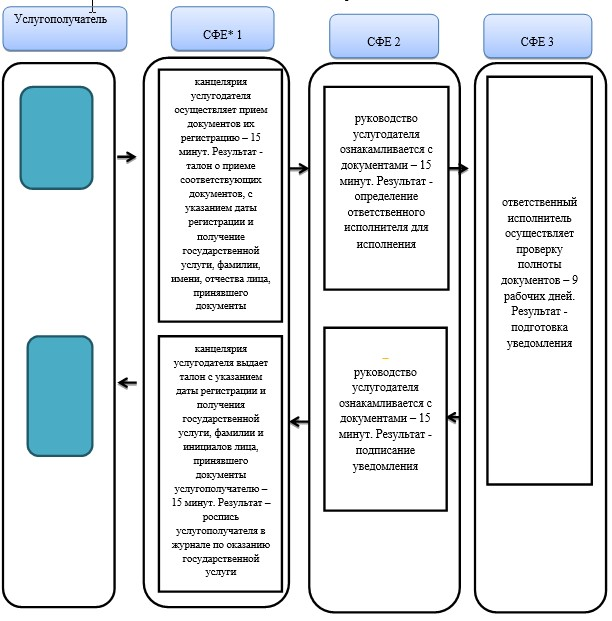 Услугополучатель
СФЕ* 1
СФЕ 2
СФЕ 3
канцелярия
услугодателя
осуществляет прием
документов их
регистрацию – 15
минут. Результат -
талон о приеме
соответствующих
документов, с
указанием даты
регистрации и
получение
государственной
услуги, фамилии,
имени, отчества лица,
принявшего
документы
руководство
услугодателя
ознакамливается с
документами – 15
минут. Результат -
определение
ответственного
исполнителя для
исполнения
ответственный
исполнитель
осуществляет
проверку
полноты
документов – 9
рабочих дней.
Результат -
подготовка
уведомления
руководство
услугодателя
ознакамливается с
документами – 15
минут. Результат -
подписание
уведомления
канцелярия
услугодателя выдает
талон с указанием
даты регистрации и
получения
государственной
услуги, фамилии и
инициалов лица,
принявшего
документы
услугополучателю –
15 минут. Результат –
роспись
услугополучателя в
журнале по оказанию
государственной
услуги